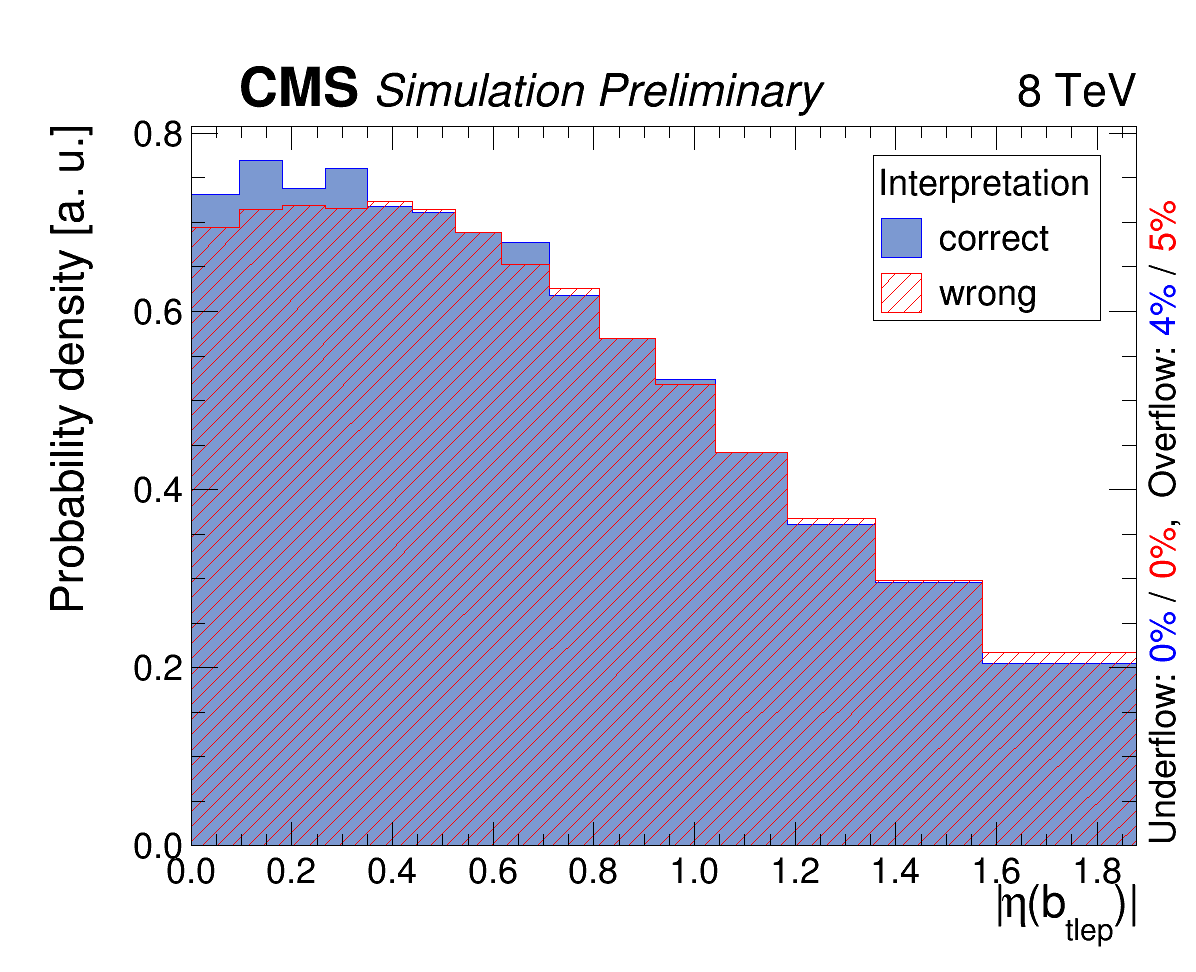 CMS Simulation Preliminary 8 TeV
Probability density [a. u.]
0.8
0.6
0.4
0.2
0.0
Interpretation
correct
wrong
0.0 0.2 0.4 0.6 0.8 1.0 1.2 1.4 1.6 1.8
|η(b_tlep)|
Underflow: 0% / 0%, Overflow: 4% / 5%